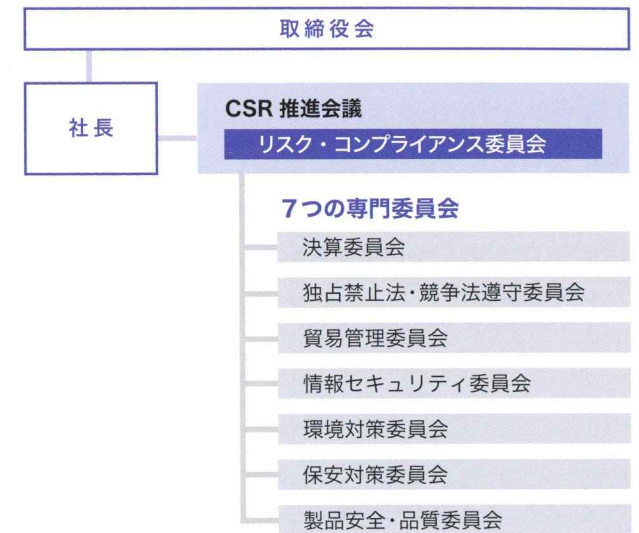 取締役会
社長
CSR 推進会議
リスク・コンプライアンス委員会
7つの専門委員会
決算委員会
独占禁止法・競争法遵守委員会
貿易管理委員会
情報セキュリティ委員会
環境対策委員会
保安対策委員会
製品安全・品質委員会